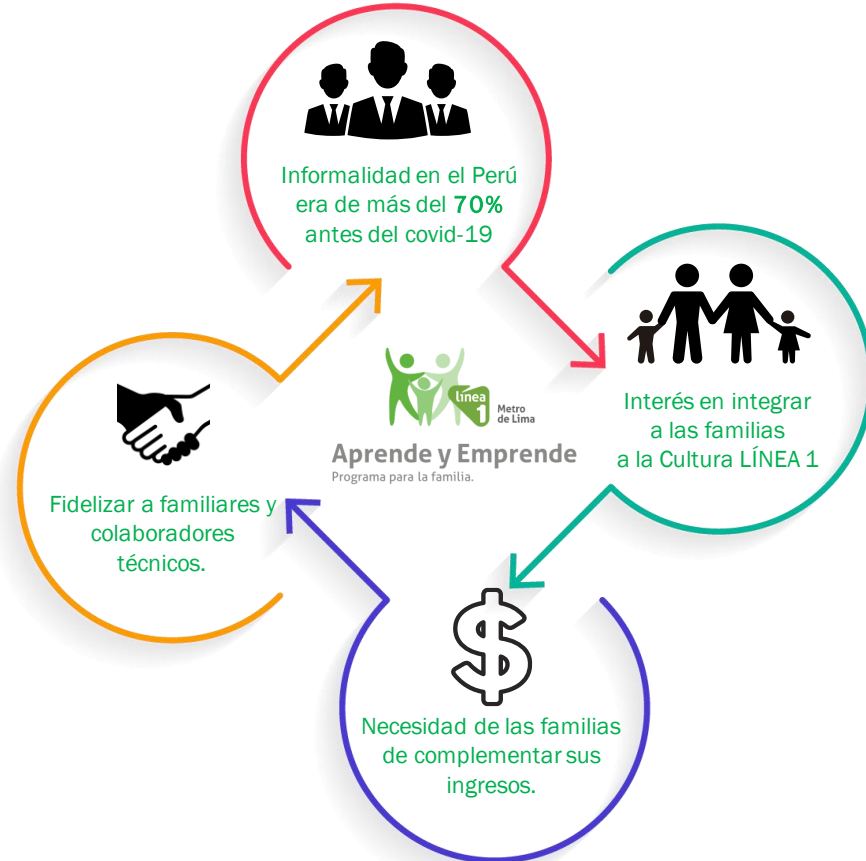 Informalidad en el Perú
era de más del 70%
antes del covid-19
Interés en integrar
a las familias
a la Cultura LÍNEA 1
línea
1
Metro
de Lima
Aprende y Emprende
Programa para la familia.
Fidelizar a familiares y
colaboradores
técnicos.
Necesidad de las familias
de complementar sus
ingresos.